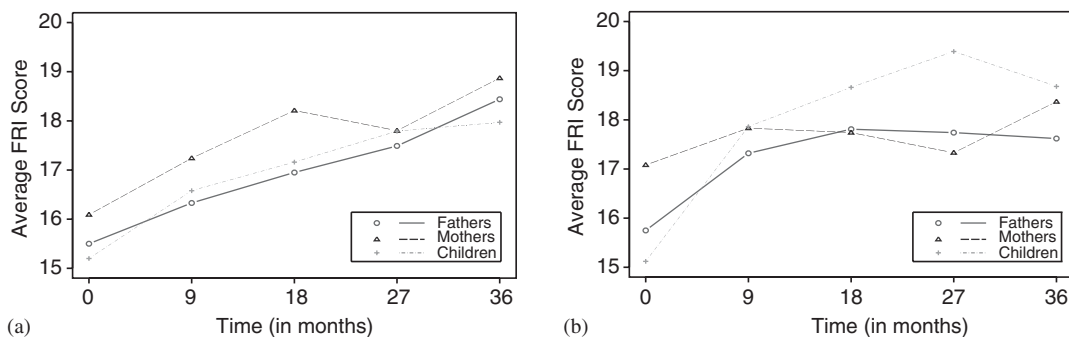 20
19
18
17
16
15
Average FRI Score
0 9 18 27 36
Time (in months)
Fathers
Mothers
Children
(a)
20
19
18
17
16
15
Average FRI Score
0 9 18 27 36
Time (in months)
Fathers
Mothers
Children
(b)